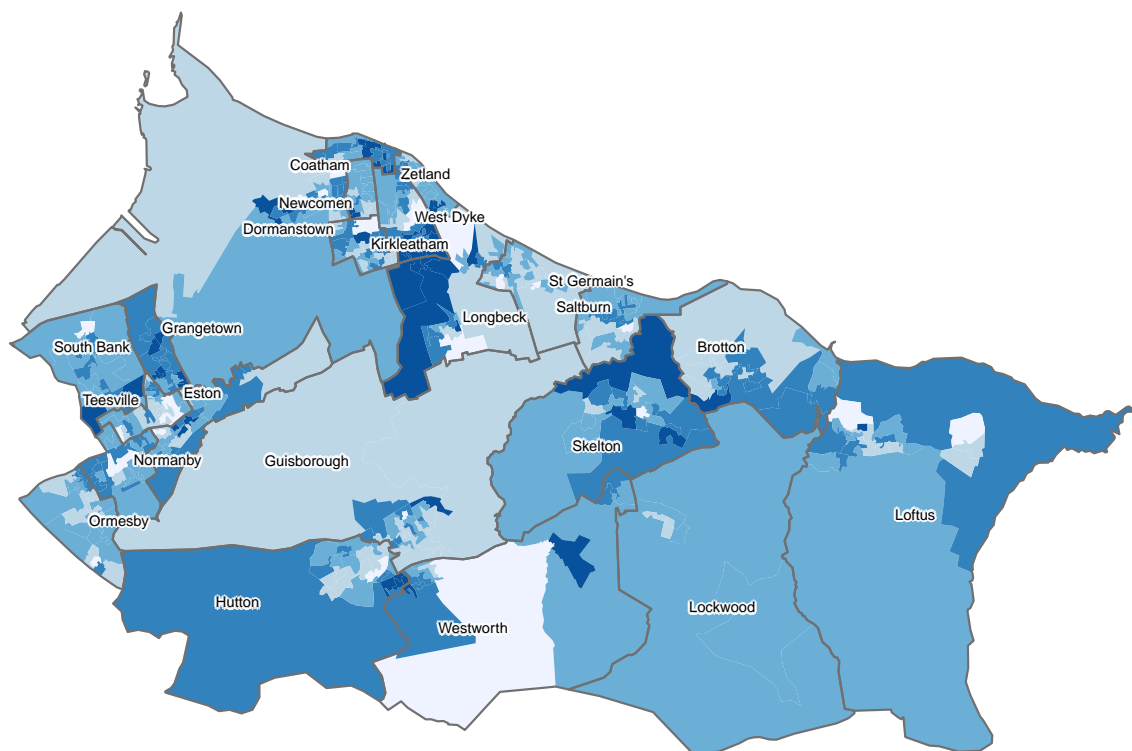 Coatham
Zetland
Newcomen
West Dyke
Dormanstown
Kirkleatham
St Germain's
Saltburn
Longbeck
Grangetown
South Bank
Brotton
Eston
Teesville
Skelton
Normanby
Guisborough
Loftus
Ormesby
Hutton
Lockwood
Westworth